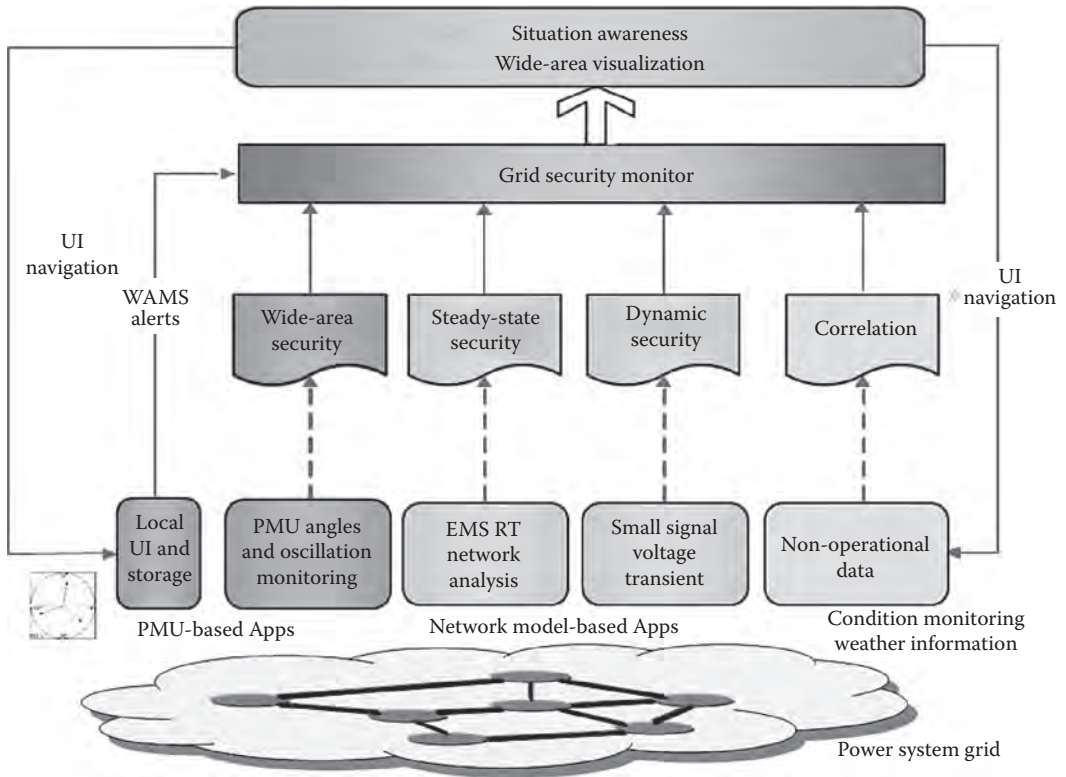 Situation awareness
Wide-area visualization
Grid security monitor
UI
navigation
WAMS
alerts
UI
navigation
Wide-area
security
Steady-state
security
Dynamic
security
Correlation
Local
UI and
storage
PMU angles
and oscillation
monitoring
EMS RT
network
analysis
Small signal
voltage
transient
Non-operational
data
PMU-based Apps
Network model-based Apps
Condition monitoring
weather information
Power system grid